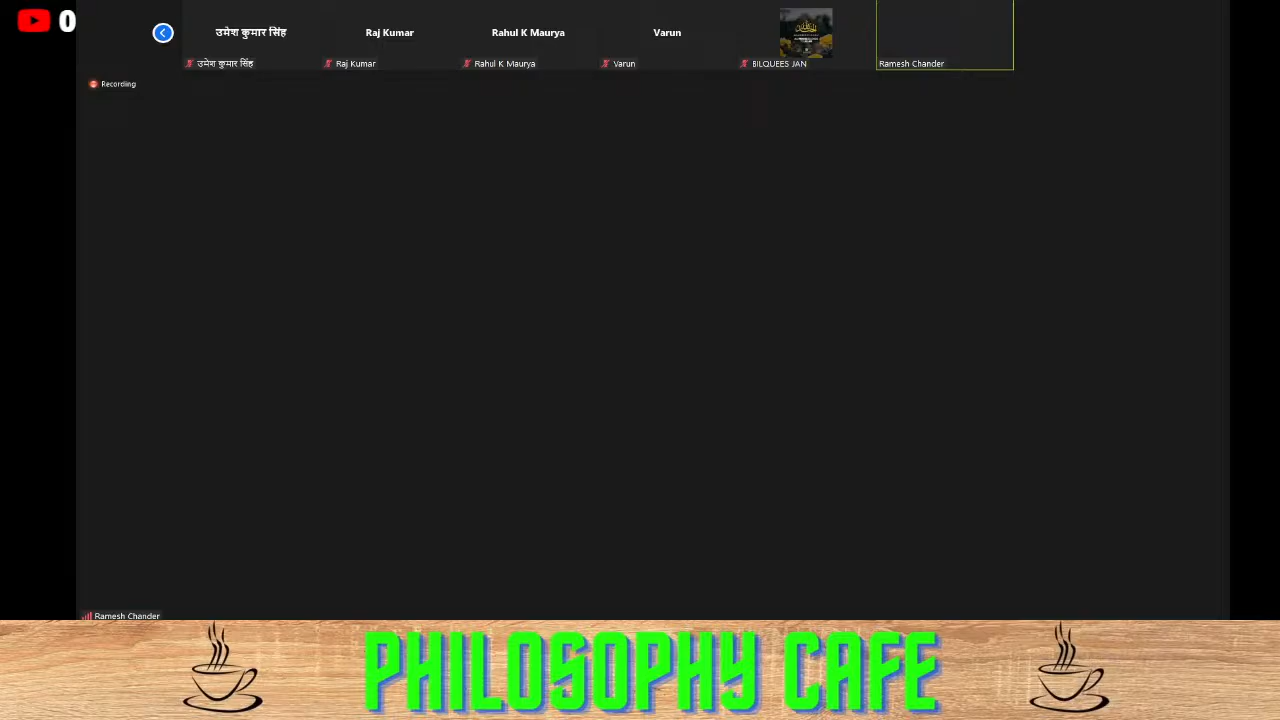 0
उमेश कुमार सिंह
Raj Kumar
Rahul K Maurya
Varun
उमेश कुमार सिंह
Raj Kumar
Rahul K Maurya
Varun
BILQUEES JAN
Ramesh Chander
Recording
Ramesh Chander
PHILOSOPHY CAFE